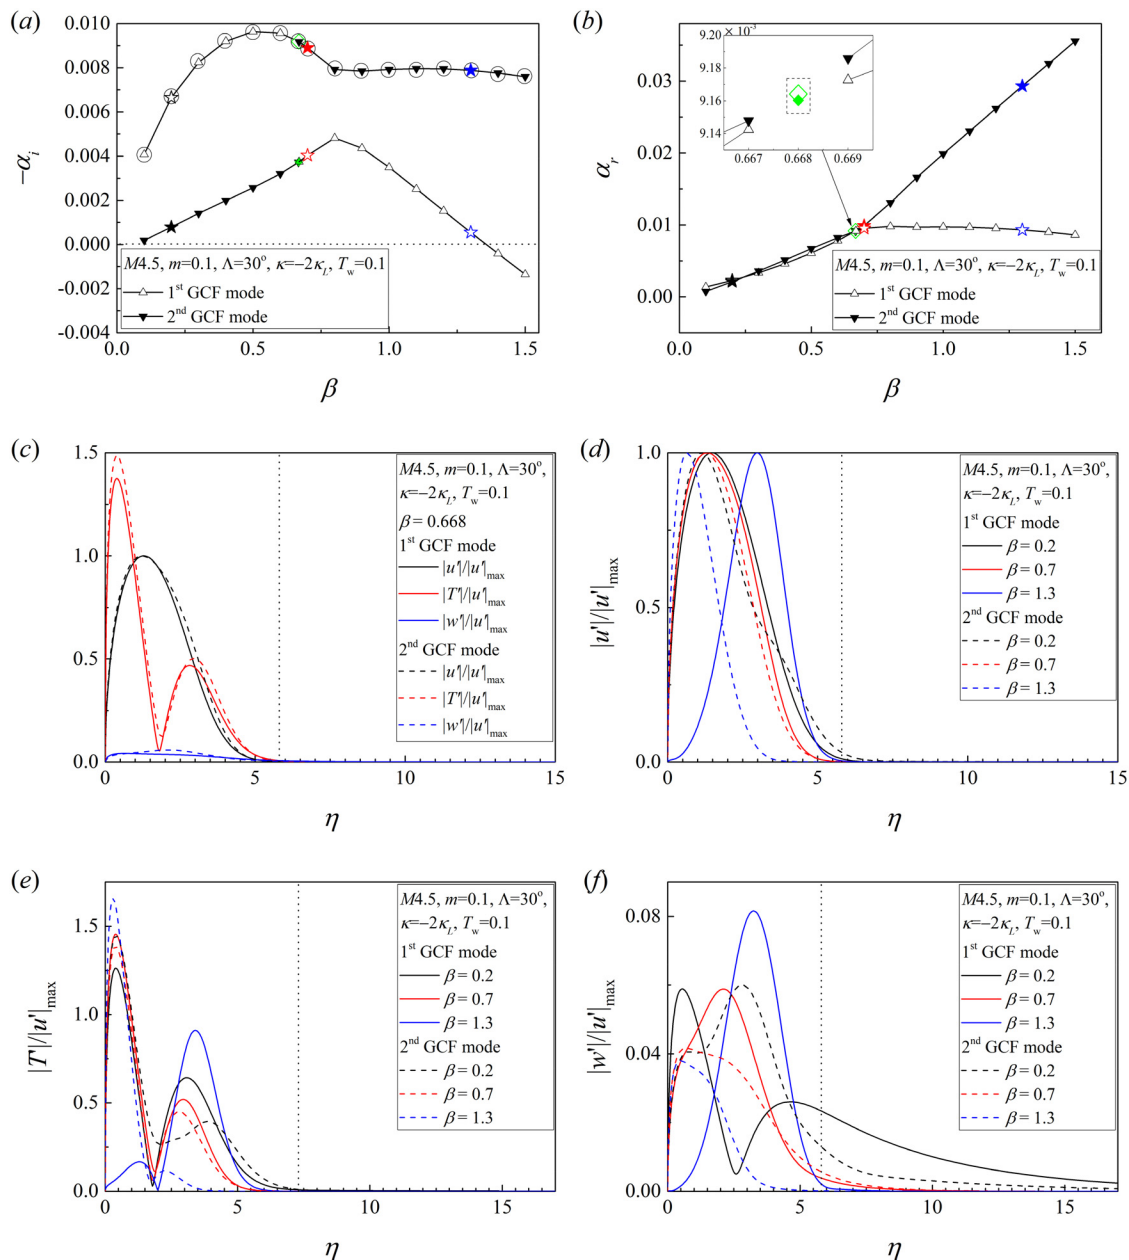 (a)
0.010
0.008
0.006
0.004
0.002
0.000
-0.002
-0.004
−αi
M4.5, m=0.1, Λ=30°, κ=−2κL, Tw=0.1
1st GCF mode
2nd GCF mode
0.0 0.5 1.0 1.5
β
(b)
0.03
0.02
0.01
0.00
αr
9.20 × 10⁻³
9.18
9.16
9.14
0.667 0.668 0.669
M4.5, m=0.1, Λ=30°, κ=−2κL, Tw=0.1
1st GCF mode
2nd GCF mode
0.0 0.5 1.0 1.5
β
(c)
1.5
1.0
0.5
0.0
M4.5, m=0.1, Λ=30°,
κ=−2κL, Tw=0.1
β = 0.668
1st GCF mode
|u'|/|u'|max
|T'|/|u'|max
|w'|/|u'|max
2nd GCF mode
|u'|/|u'|max
|T'|/|u'|max
|w'|/|u'|max
0 5 10 15
η
(d)
1.0
0.5
0.0
|u'|/|u'|max
M4.5, m=0.1, Λ=30°,
κ=−2κL, Tw=0.1
1st GCF mode
β = 0.2
β = 0.7
β = 1.3
2nd GCF mode
β = 0.2
β = 0.7
β = 1.3
0 5 10 15
η
(e)
1.5
1.0
0.5
0.0
|T'|/|u'|max
M4.5, m=0.1, Λ=30°,
κ=−2κL, Tw=0.1
1st GCF mode
β = 0.2
β = 0.7
β = 1.3
2nd GCF mode
β = 0.2
β = 0.7
β = 1.3
0 5 10 15
η
(f)
0.08
0.04
0.00
|w'|/|u'|max
M4.5, m=0.1, Λ=30°,
κ=−2κL, Tw=0.1
1st GCF mode
β = 0.2
β = 0.7
β = 1.3
2nd GCF mode
β = 0.2
β = 0.7
β = 1.3
0 5 10 15
η